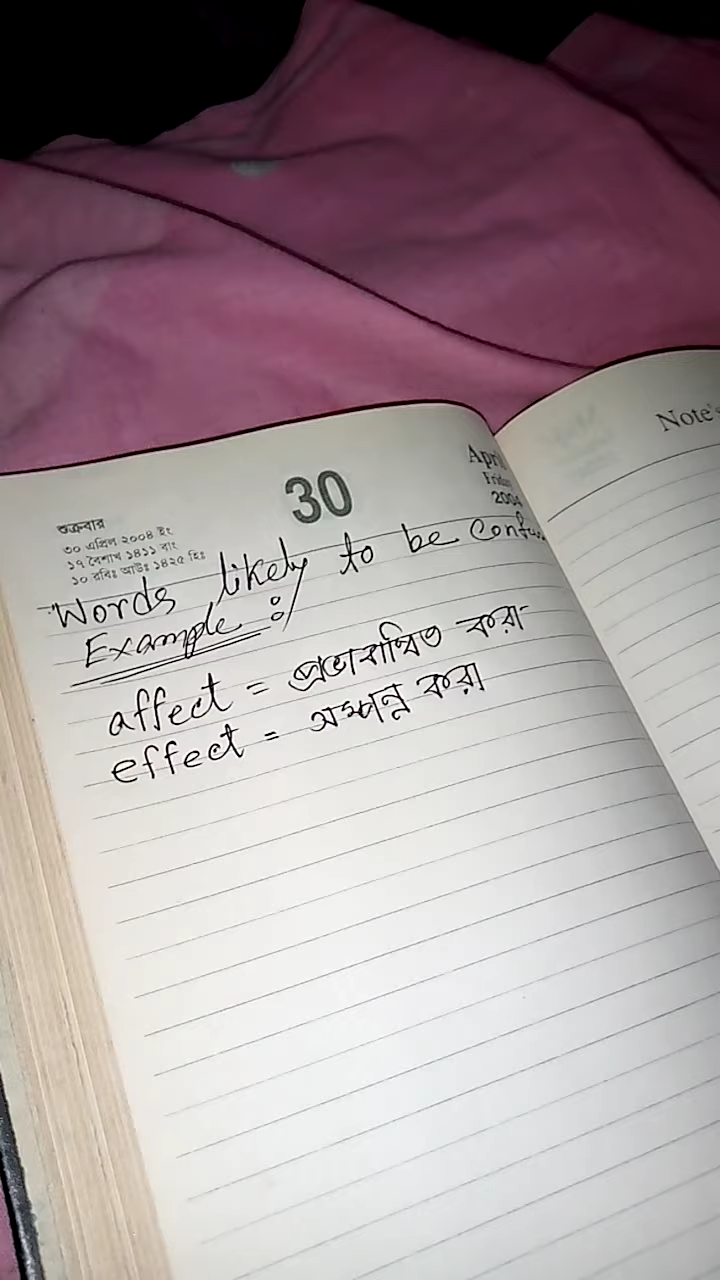 শুক্রবার
৩০ এপ্রিল ২০০৪ ইং
১৭ বৈশাখ ১৪১১ বাং
১০ রবিঃ আউঃ ১৪২৫ হিঃ
30
April
Friday
2004
Note's
"Words likely to be
Example :/
affect = প্রভাবান্বিত করা
effect = সম্পন্ন করা